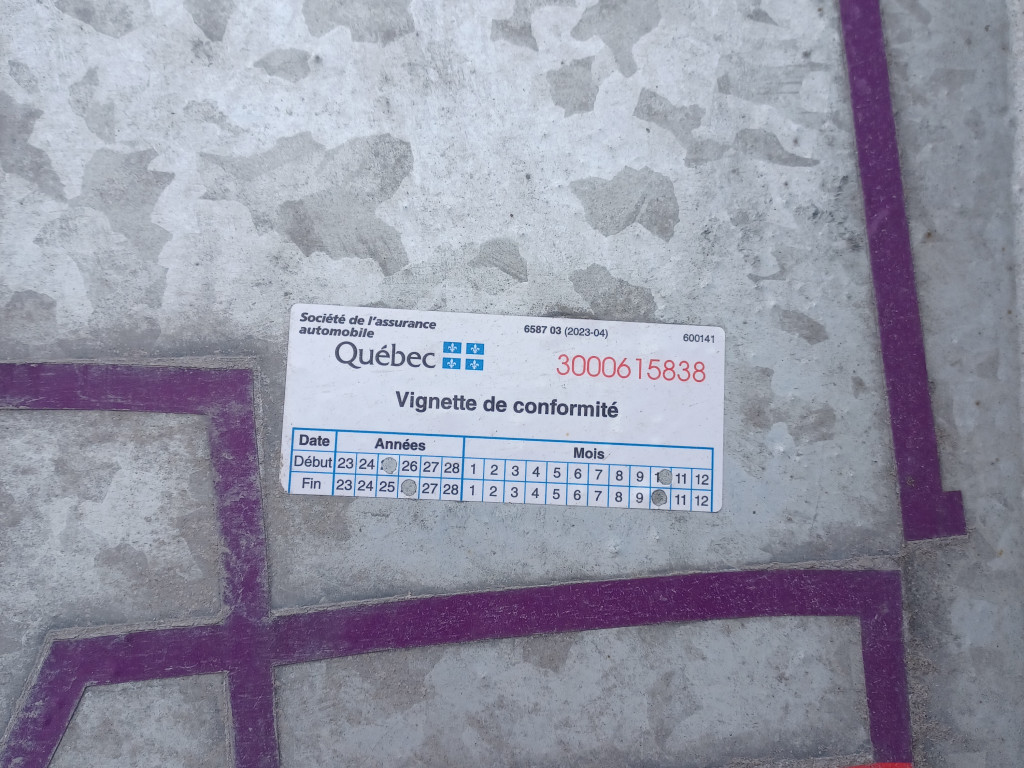 Société de l'assurance
automobile
Québec
6587 03 (2023-04)
600141
3000615838
Vignette de conformité
Date Années Mois
Début 23 24 26 27 28 1 2 3 4 5 6 7 8 9 11 12
Fin 23 24 25 27 28 1 2 3 4 5 6 7 8 9 11 12